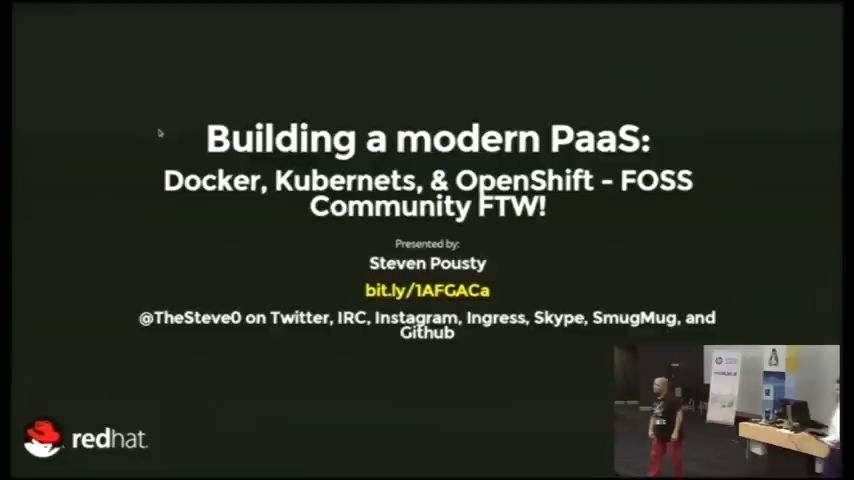 Building a modern PaaS:
Docker, Kubernets, & OpenShift - FOSS
Community FTW!
Presented by:
Steven Pousty
bit.ly/1AFGACa
@TheSteve0 on Twitter, IRC, Instagram, Ingress, Skype, SmugMug, and
Github
redhat.